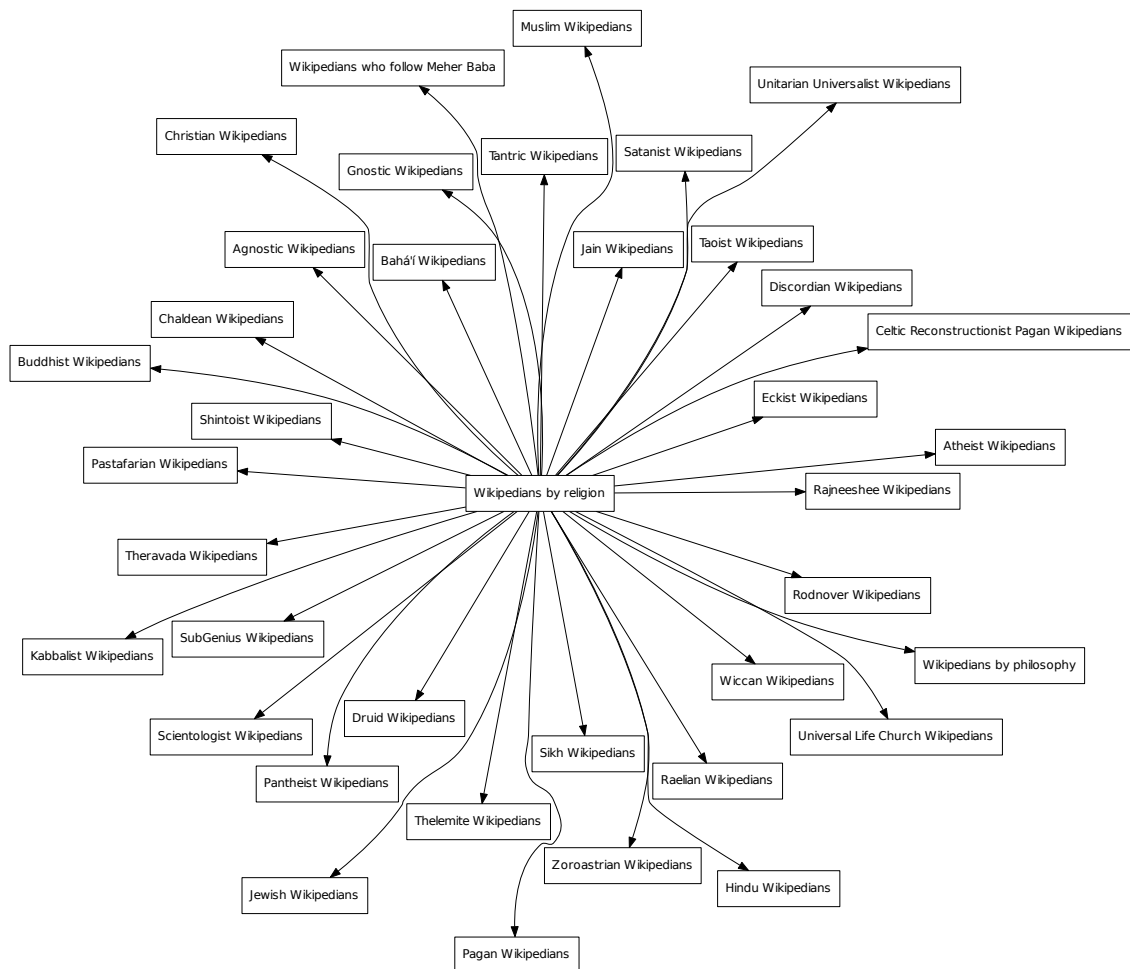 Muslim Wikipedians
Wikipedians who follow Meher Baba
Unitarian Universalist Wikipedians
Christian Wikipedians
Satanist Wikipedians
Tantric Wikipedians
Gnostic Wikipedians
Taoist Wikipedians
Agnostic Wikipedians
Jain Wikipedians
Bahá'í Wikipedians
Discordian Wikipedians
Chaldean Wikipedians
Celtic Reconstructionist Pagan Wikipedians
Buddhist Wikipedians
Eckist Wikipedians
Shintoist Wikipedians
Atheist Wikipedians
Pastafarian Wikipedians
Rajneeshee Wikipedians
Wikipedians by religion
Theravada Wikipedians
Rodnover Wikipedians
SubGenius Wikipedians
Kabbalist Wikipedians
Wikipedians by philosophy
Wiccan Wikipedians
Druid Wikipedians
Scientologist Wikipedians
Universal Life Church Wikipedians
Sikh Wikipedians
Raelian Wikipedians
Pantheist Wikipedians
Thelemite Wikipedians
Zoroastrian Wikipedians
Hindu Wikipedians
Jewish Wikipedians
Pagan Wikipedians